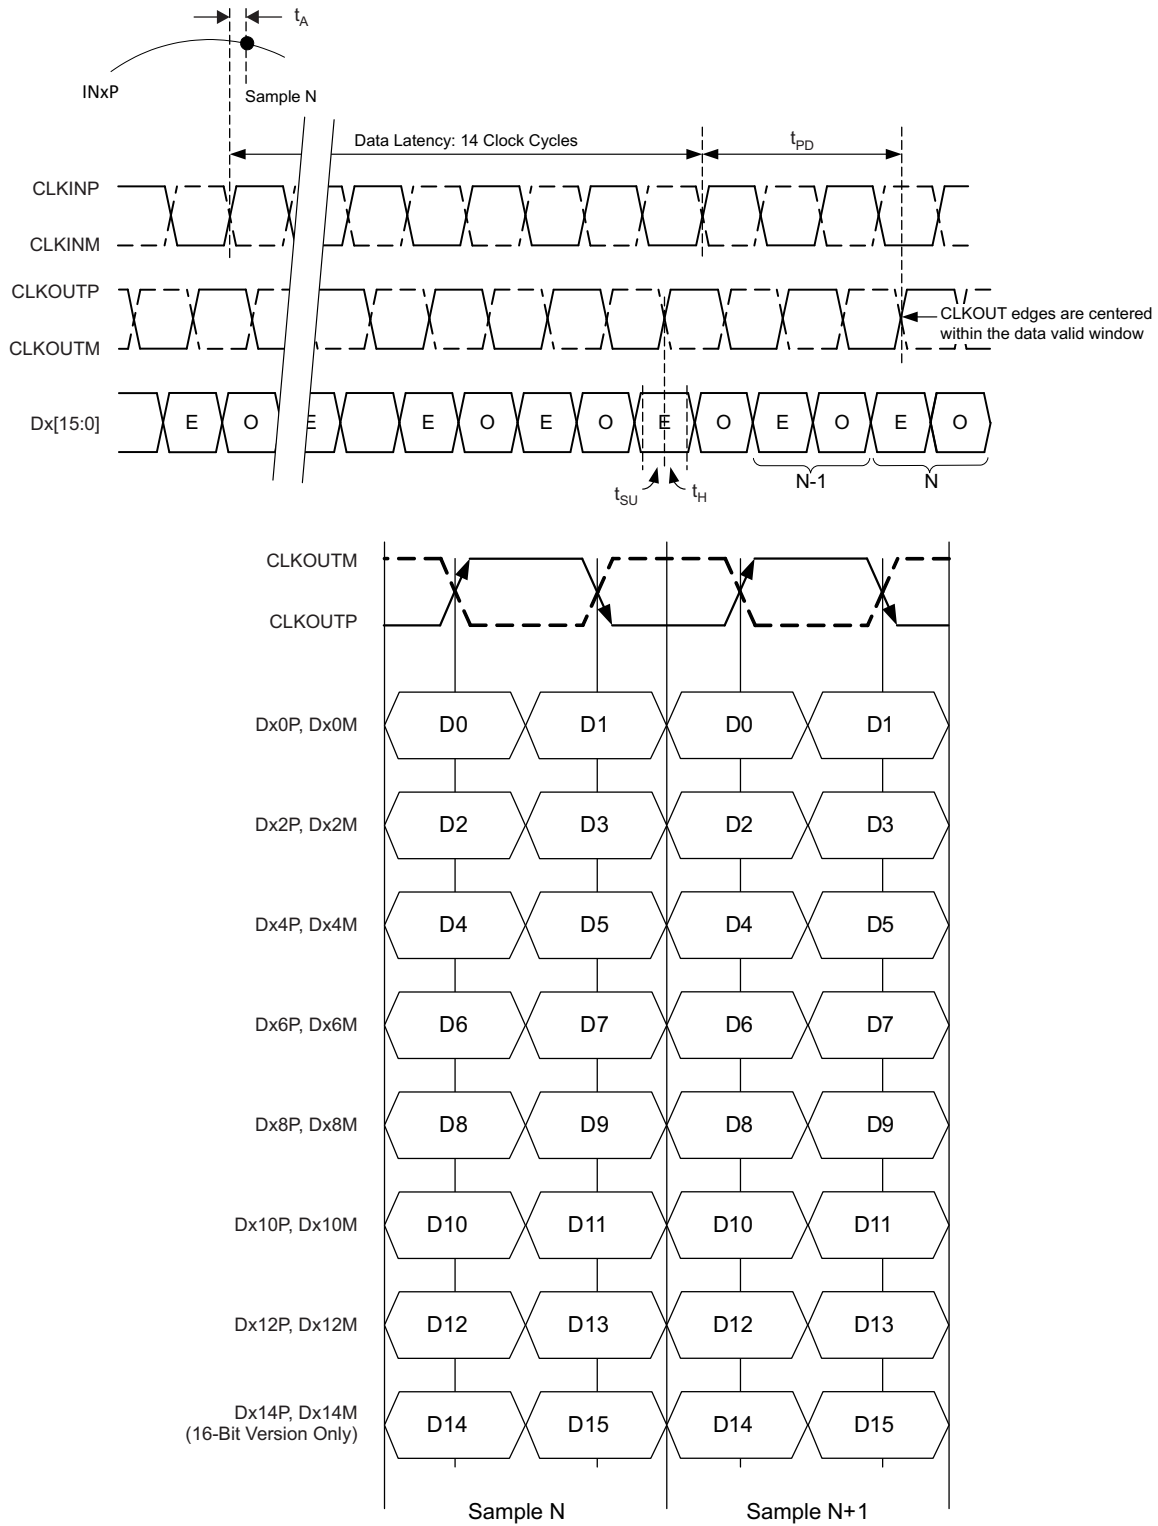 tA
INxP
Sample N
Data Latency: 14 Clock Cycles
tPD
CLKINP
CLKINM
CLKOUTP
CLKOUTM
CLKOUT edges are centered
within the data valid window
Dx[15:0]
E O E E O E O E O E O E O
tSU
tH
N-1
N
CLKOUTM
CLKOUTP
Dx0P, Dx0M D0 D1 D0 D1
Dx2P, Dx2M D2 D3 D2 D3
Dx4P, Dx4M D4 D5 D4 D5
Dx6P, Dx6M D6 D7 D6 D7
Dx8P, Dx8M D8 D9 D8 D9
Dx10P, Dx10M D10 D11 D10 D11
Dx12P, Dx12M D12 D13 D12 D13
Dx14P, Dx14M
(16-Bit Version Only)
D14 D15 D14 D15
Sample N
Sample N+1